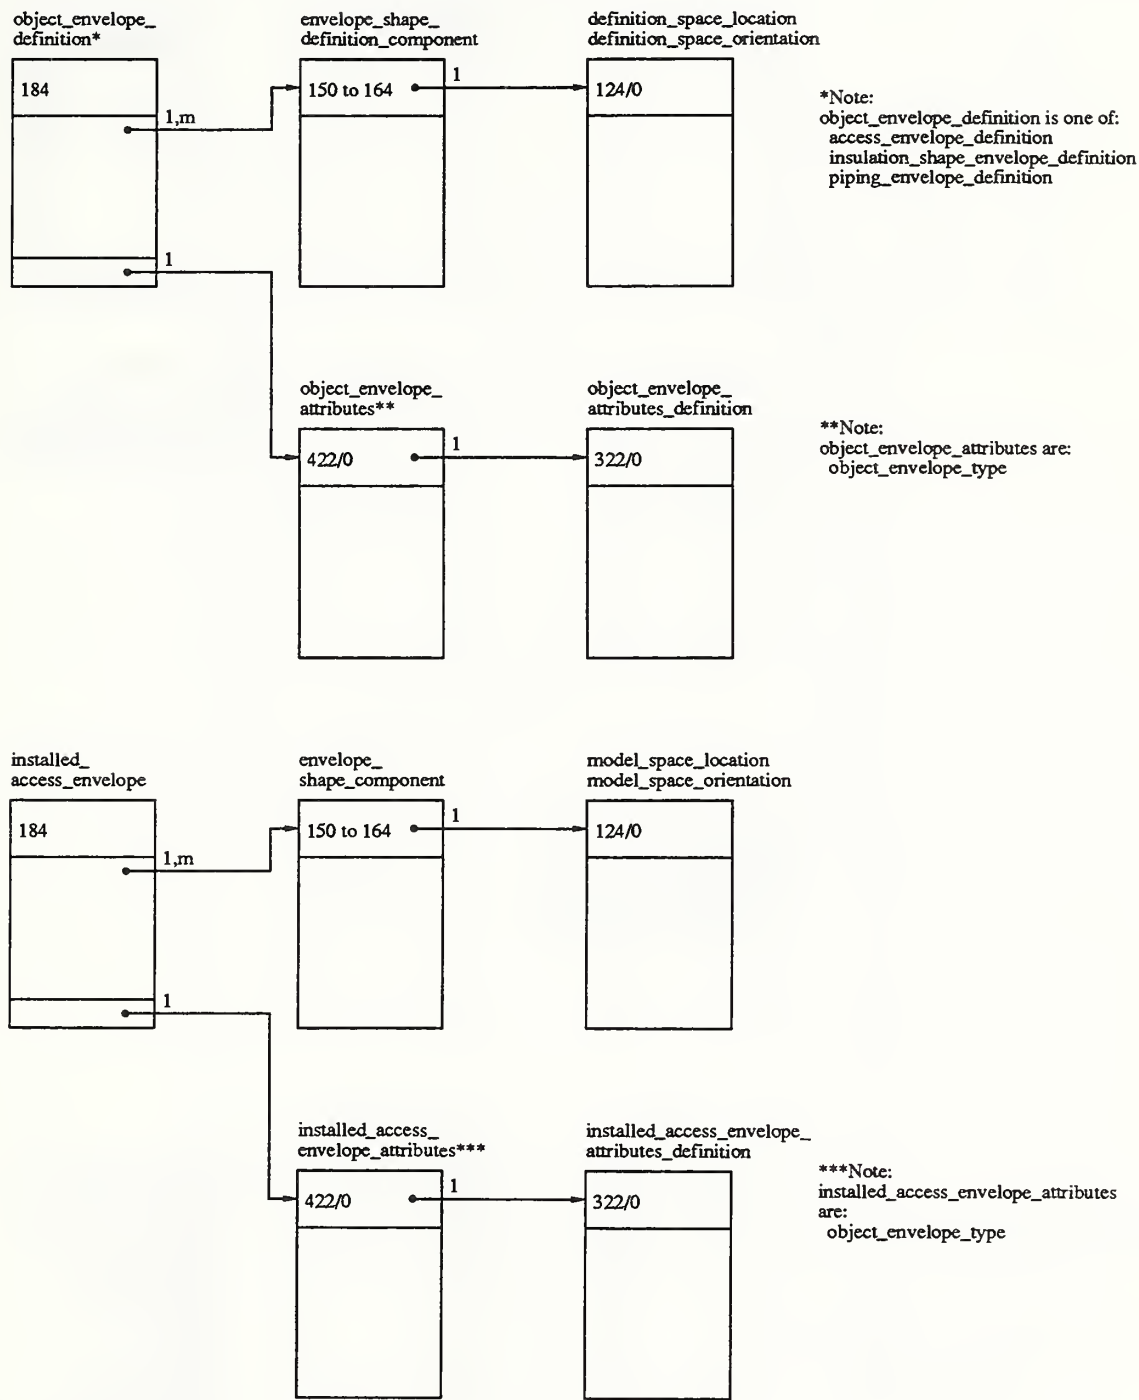 object_envelope_
definition*
184
1,m
1
envelope_shape_
definition_component
150 to 164
1
definition_space_location
definition_space_orientation
124/0
*Note:
object_envelope_definition is one of:
access_envelope_definition
insulation_shape_envelope_definition
piping_envelope_definition
object_envelope_
attributes**
422/0
1
object_envelope_
attributes_definition
322/0
**Note:
object_envelope_attributes are:
object_envelope_type
installed_
access_envelope
184
1,m
1
envelope_
shape_component
150 to 164
1
model_space_location
model_space_orientation
124/0
installed_access_
envelope_attributes***
422/0
1
installed_access_envelope_
attributes_definition
322/0
***Note:
installed_access_envelope_attributes
are:
object_envelope_type